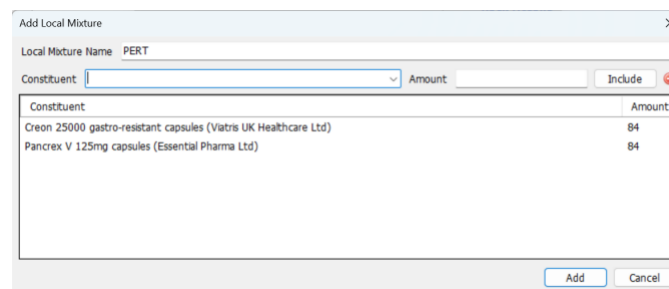 Add Local Mixture
Local Mixture Name PERT
Constituent Amount Include
Constituent Amount
Creon 25000 gastro-resistant capsules (Viatris UK Healthcare Ltd) 84
Pancrex V 125mg capsules (Essential Pharma Ltd) 84
Add Cancel